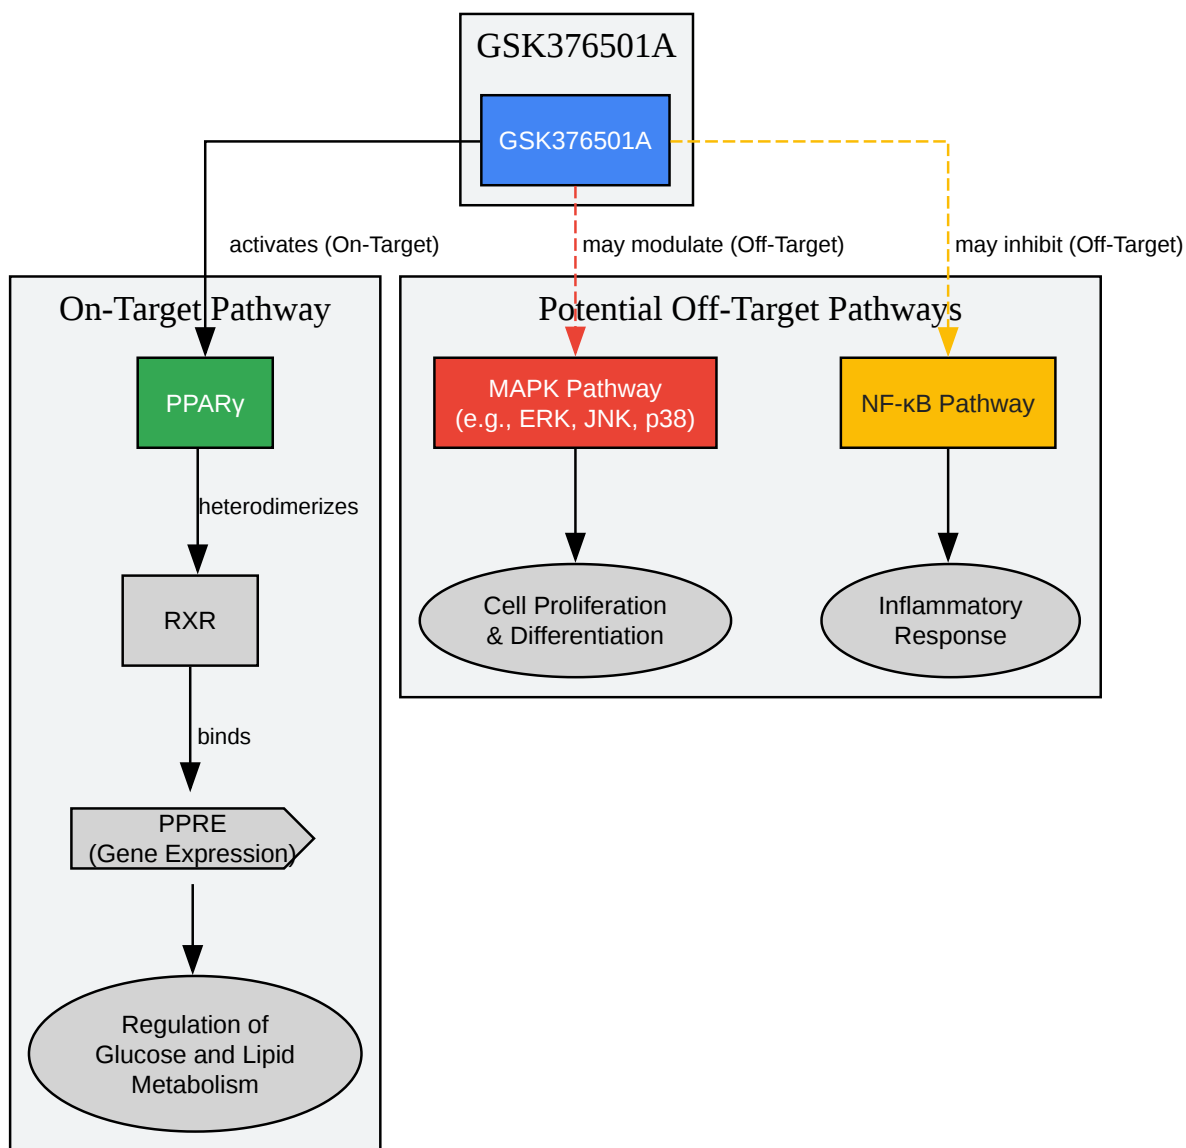 GSK376501A
GSK376501A
activates (On-Target)
may modulate (Off-Target)
may inhibit (Off-Target)
On-Target Pathway
Potential Off-Target Pathways
PPARγ
MAPK Pathway
(e.g., ERK, JNK, p38)
NF-κB Pathway
heterodimerizes
RXR
Cell Proliferation
& Differentiation
Inflammatory
Response
binds
PPRE
(Gene Expression)
Regulation of
Glucose and Lipid
Metabolism